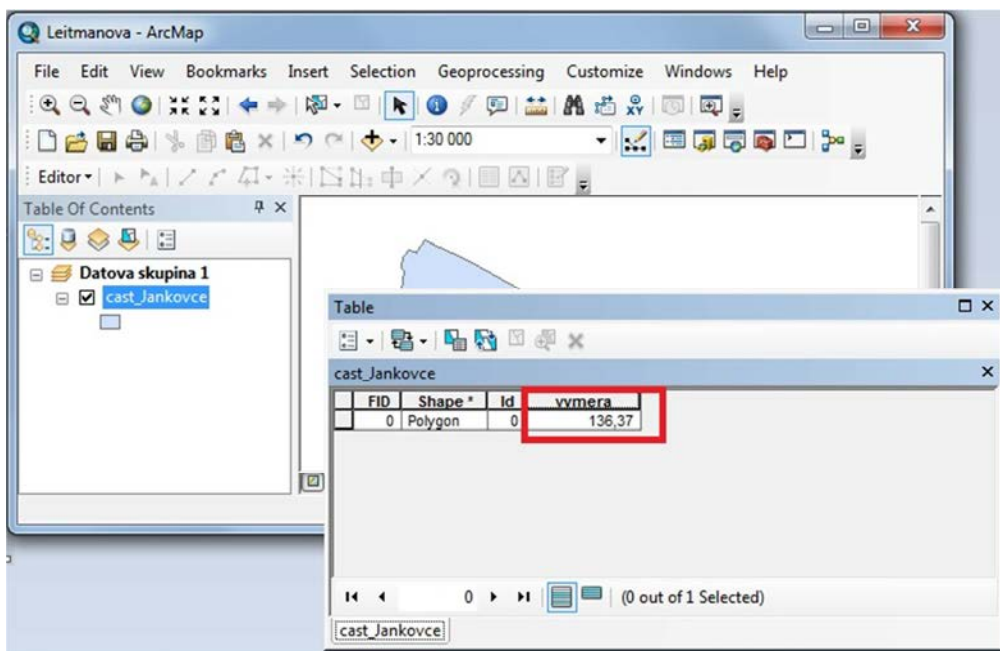 Leitmanova - ArcMap
File Edit View Bookmarks Insert Selection Geoprocessing Customize Windows Help
XY
1:30 000
Editor
Table Of Contents
Datova skupina 1
cast_Jankovce
Table
cast_Jankovce
FID Shape * Id vymera
0 Polygon 0 136,37
0 (0 out of 1 Selected)
cast_Jankovce